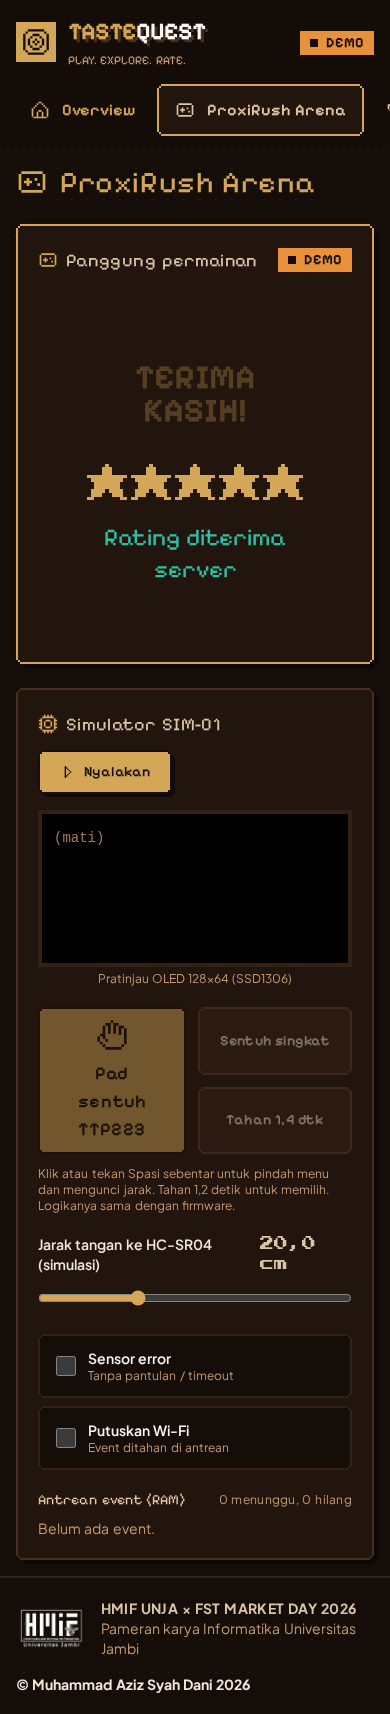 TASTEQUEST
PLAY. EXPLORE. RATE.
DEMO
Overview
ProxiRush Arena
ProxiRush Arena
Panggung permainan
DEMO
TERIMA
KASIH!
Rating diterima
server
Simulator SIM-01
Nyalakan
(mati)
Pratinjau OLED 128×64 (SSD1306)
Pad
sentuh
TTP223
Sentuh singkat
Tahan 1,4 dtk
Klik atau tekan Spasi sebentar untuk pindah menu
dan mengunci jarak. Tahan 1,2 detik untuk memilih.
Logikanya sama dengan firmware.
Jarak tangan ke HC-SR04
(simulasi)
20,0
cm
Sensor error
Tanpa pantulan / timeout
Putuskan Wi-Fi
Event ditahan di antrean
Antrean event (RAM)
0 menunggu, 0 hilang
Belum ada event.
HMIF
Universitas Jambi
HMIF UNJA × FST MARKET DAY 2026
Pameran karya Informatika Universitas
Jambi
© Muhammad Aziz Syah Dani 2026